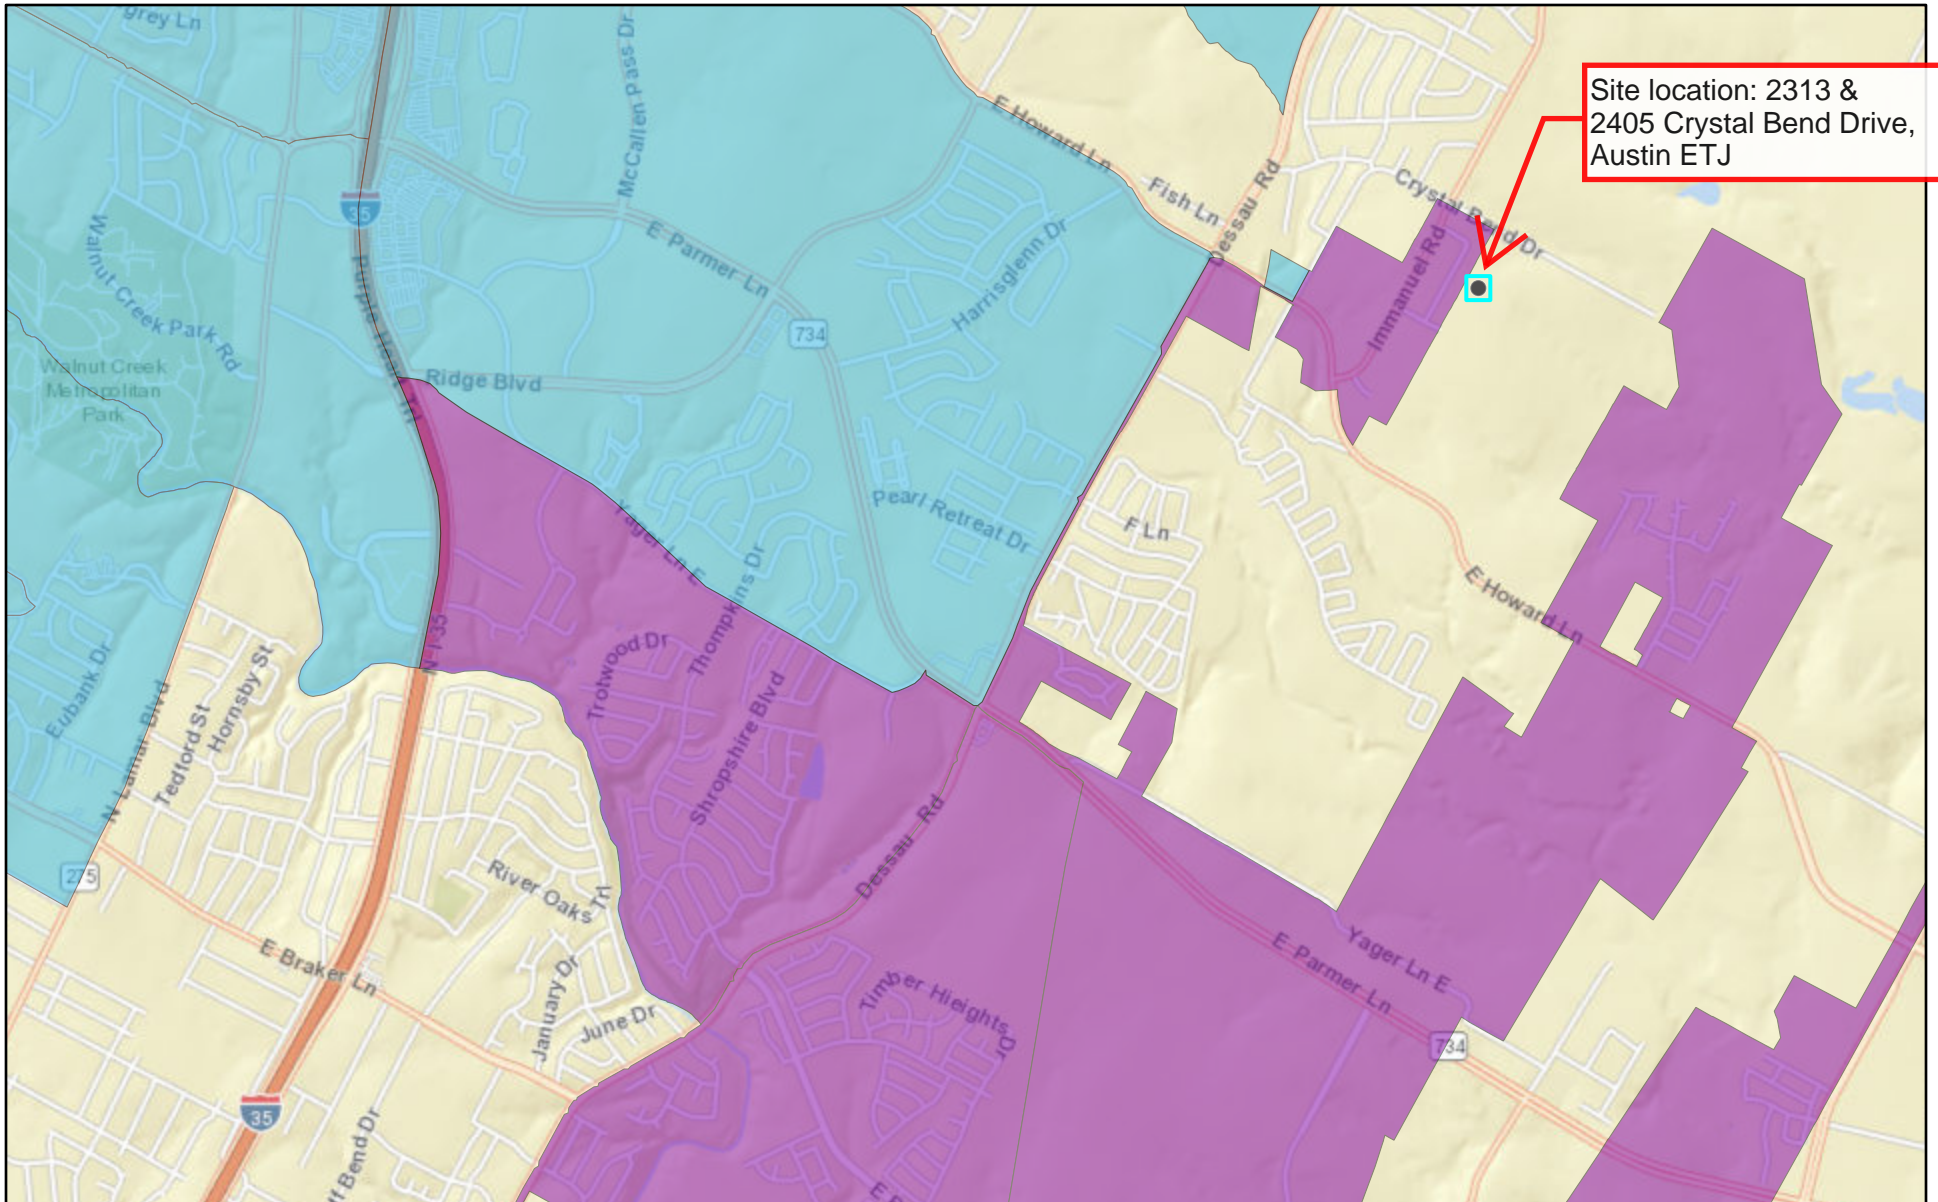 Site location: 2313 &
2405 Crystal Bend Drive,
Austin ETJ
grey Ln
McCallen Pass Dr
E Howard Ln
Fish Ln
Dessau Rd
Crystal Bend Dr
Immanuel Rd
35
Walnut Creek Park Rd
E Parmer Ln
Harrisglenn Dr
734
Walnut Creek
Metropolitan
Park
Ridge Blvd
Pearl Retreat Dr
Yager Ln E
F Ln
Thompkins Dr
E Howard Ln
N I-35
Trotwood Dr
Shropshire Blvd
Eubank Dr
Hornsby St
Tedford St
N Lamar Blvd
275
River Oaks Trl
Dessau Rd
E Braker Ln
January Dr
June Dr
Timber Hieights Dr
E Parmer Ln
Yager Ln E
734
35
Bend Dr